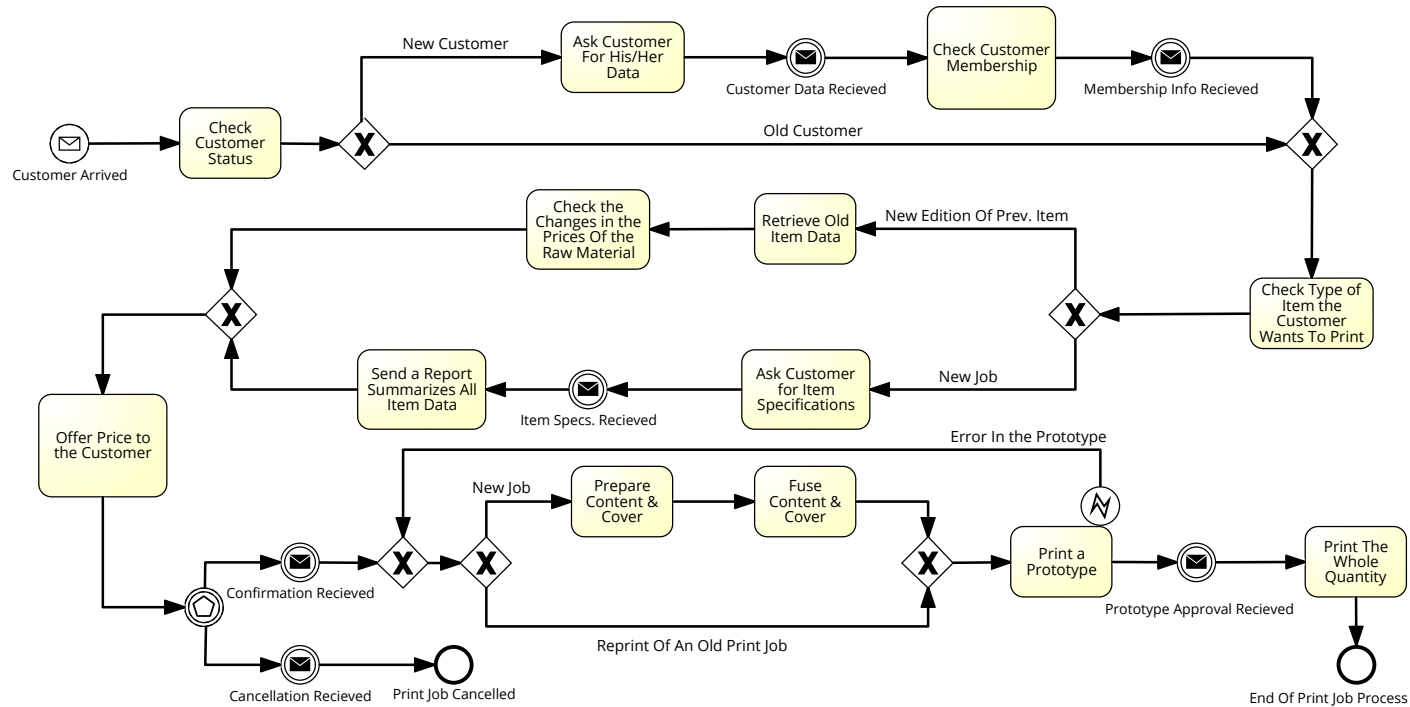 New Customer
Ask Customer
For His/Her
Data
Customer Data Recieved
Check Customer
Membership
Membership Info Recieved
Customer Arrived
Check
Customer
Status
Old Customer
Check the
Changes in the
Prices Of the
Raw Material
Retrieve Old
Item Data
New Edition Of Prev. Item
Check Type of
Item the
Customer
Wants To Print
Send a Report
Summarizes All
Item Data
Item Specs. Recieved
Ask Customer
for Item
Specifications
New Job
Offer Price to
the Customer
Error In the Prototype
New Job
Prepare
Content &
Cover
Fuse
Content &
Cover
Confirmation Recieved
Print a
Prototype
Prototype Approval Recieved
Print The
Whole
Quantity
Reprint Of An Old Print Job
Cancellation Recieved
Print Job Cancelled
End Of Print Job Process